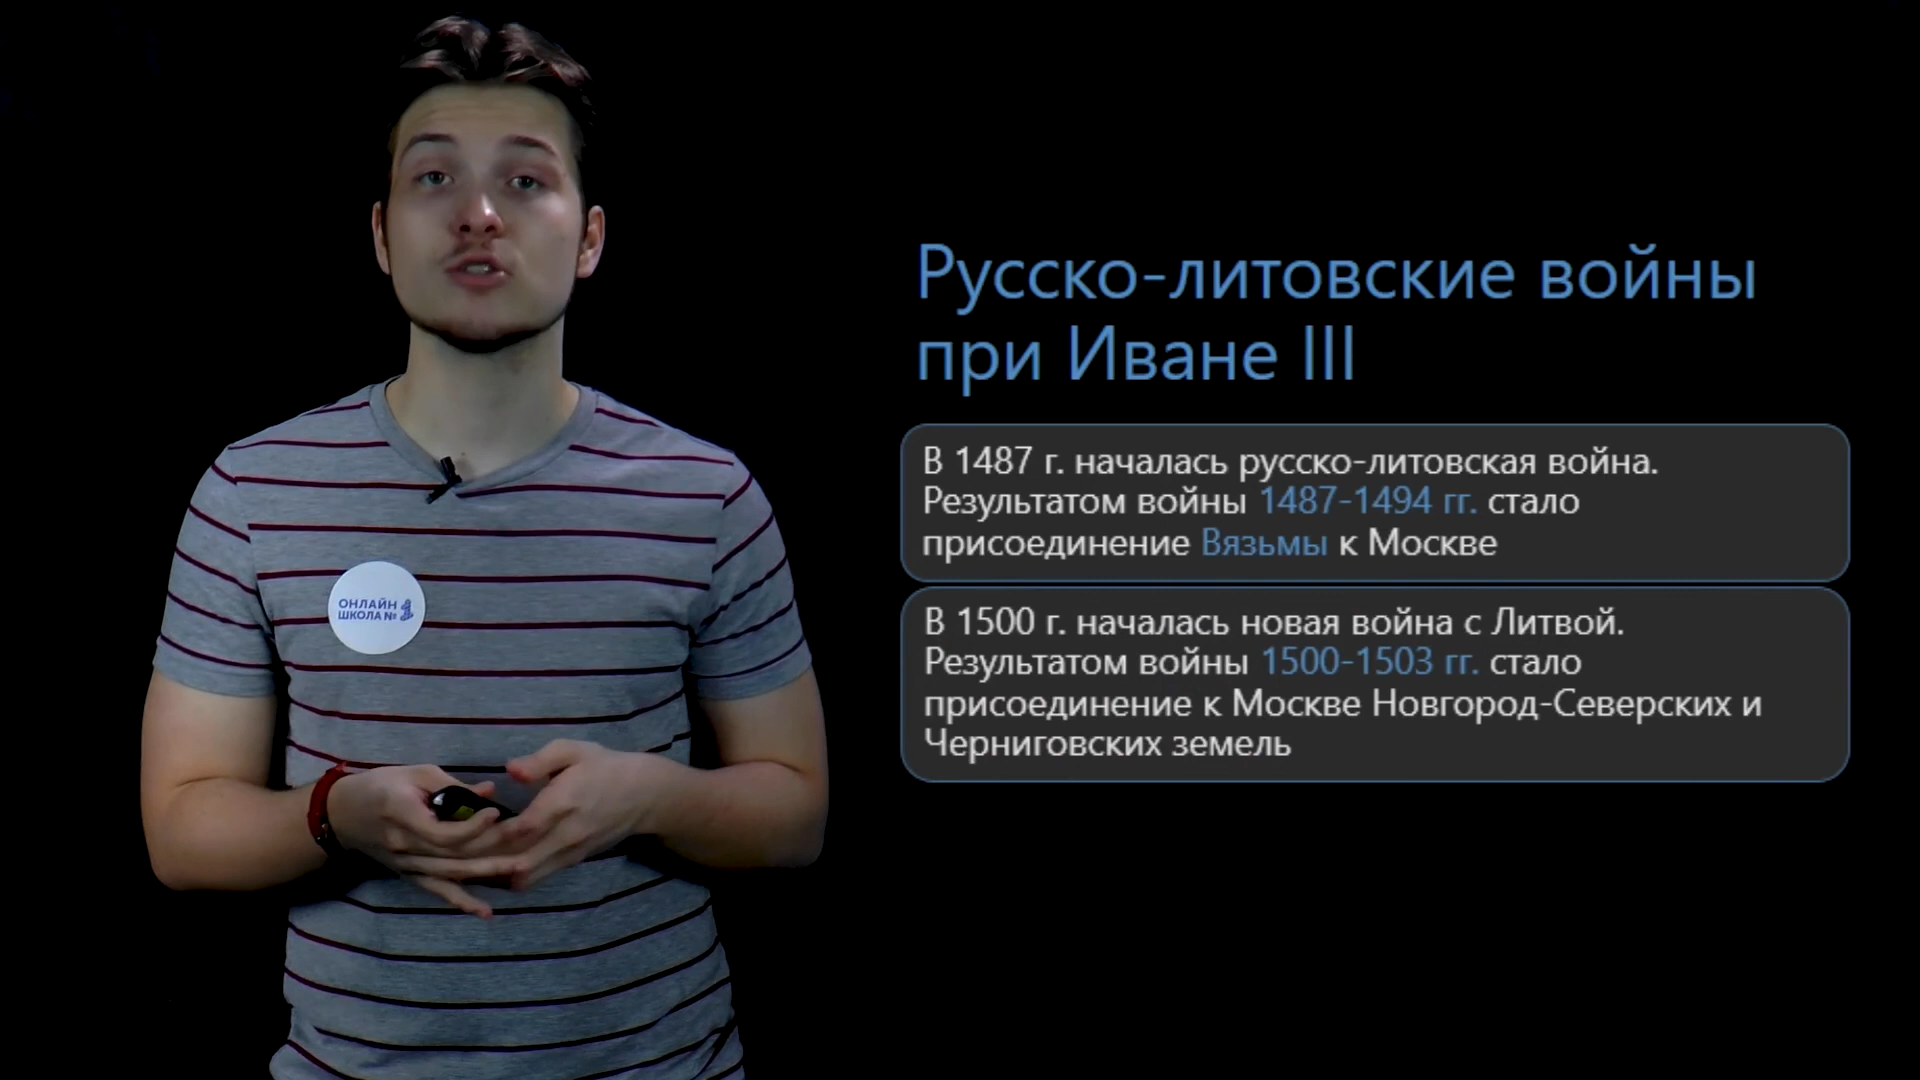 Русско-литовские войны
при Иване III
В 1487 г. началась русско-литовская война.
Результатом войны 1487-1494 гг. стало
присоединение Вязьмы к Москве
В 1500 г. началась новая война с Литвой.
Результатом войны 1500-1503 гг. стало
присоединение к Москве Новгород-Северских и
Черниговских земель
ОНЛАЙН
ШКОЛА № 1